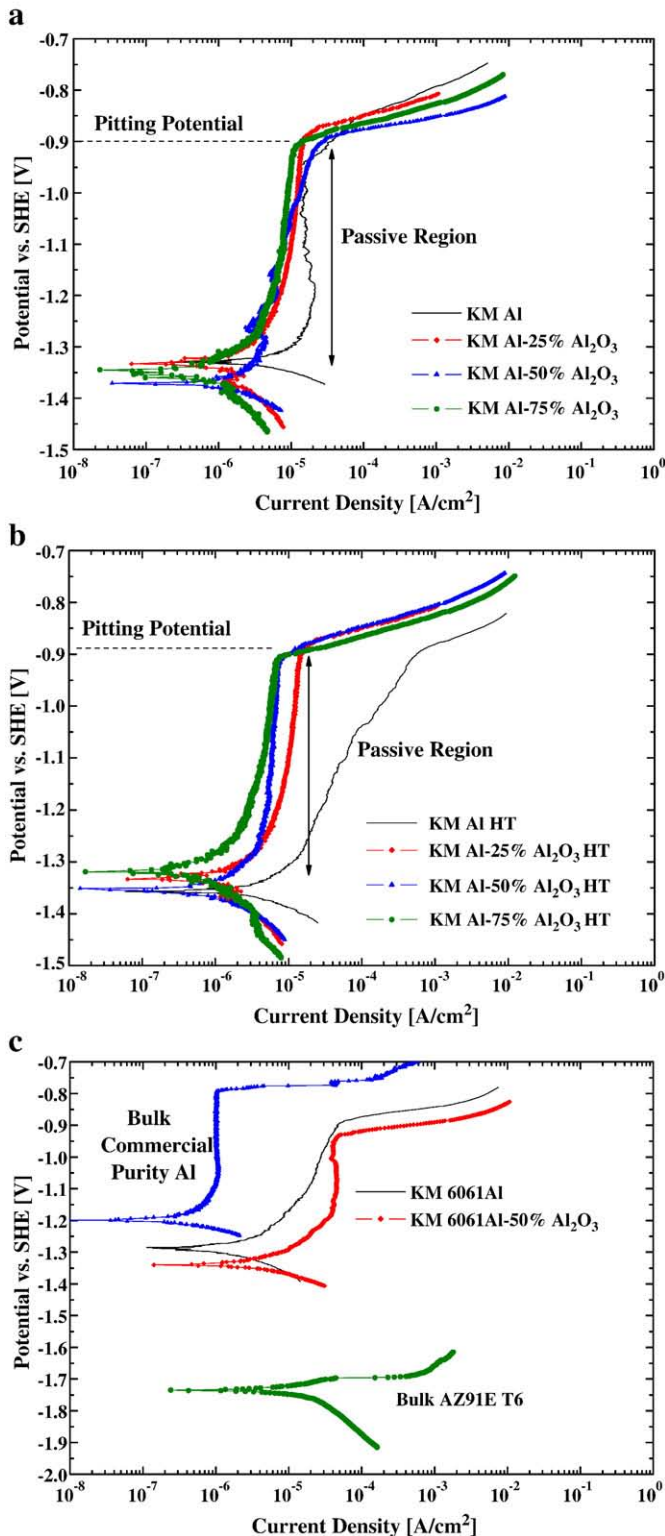 a
-0.7
-0.8
-0.9
-1.0
-1.1
-1.2
-1.3
-1.4
-1.5
Potential vs. SHE [V]
Pitting Potential
Passive Region
KM Al
KM Al-25% Al₂O₃
KM Al-50% Al₂O₃
KM Al-75% Al₂O₃
10⁻⁸ 10⁻⁷ 10⁻⁶ 10⁻⁵ 10⁻⁴ 10⁻³ 10⁻² 10⁻¹ 10⁰
Current Density [A/cm²]
b
-0.7
-0.8
-0.9
-1.0
-1.1
-1.2
-1.3
-1.4
-1.5
Potential vs. SHE [V]
Pitting Potential
Passive Region
KM Al HT
KM Al-25% Al₂O₃ HT
KM Al-50% Al₂O₃ HT
KM Al-75% Al₂O₃ HT
10⁻⁸ 10⁻⁷ 10⁻⁶ 10⁻⁵ 10⁻⁴ 10⁻³ 10⁻² 10⁻¹ 10⁰
Current Density [A/cm²]
c
-0.7
-0.8
-0.9
-1.0
-1.1
-1.2
-1.3
-1.4
-1.6
-1.7
-1.8
-1.9
-2.0
Potential vs. SHE [V]
Bulk
Commercial
Purity Al
KM 6061Al
KM 6061Al-50% Al₂O₃
Bulk AZ91E T6
10⁻⁸ 10⁻⁷ 10⁻⁶ 10⁻⁵ 10⁻⁴ 10⁻³ 10⁻² 10⁻¹ 10⁰
Current Density [A/cm²]